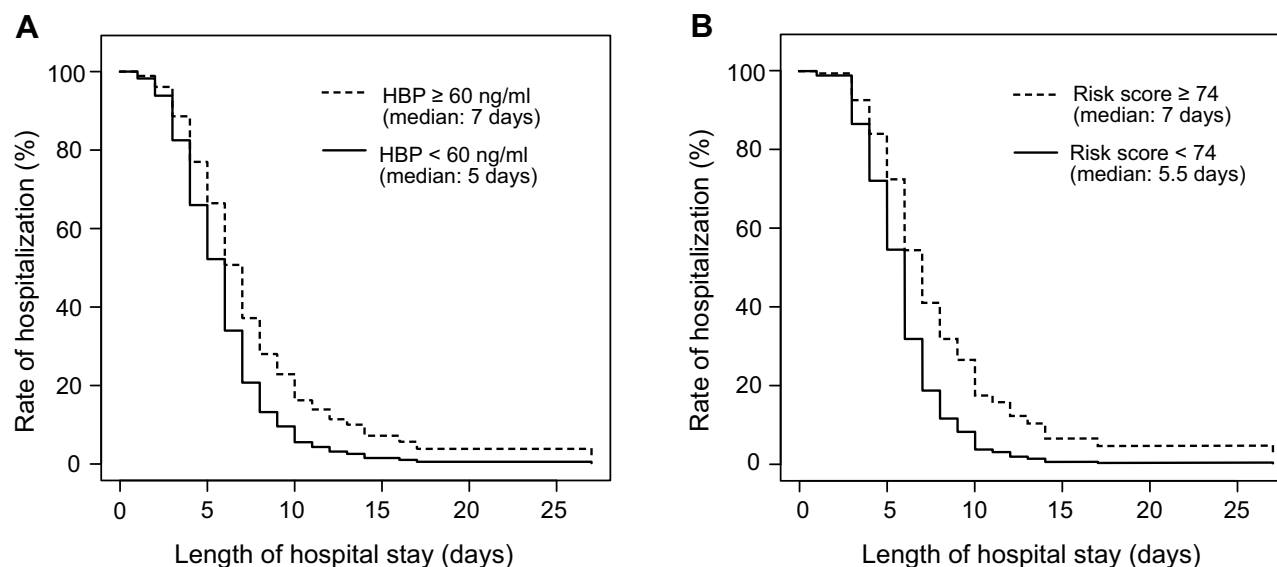 A
Rate of hospitalization (%)
100
80
60
40
20
0
HBP ≥ 60 ng/ml
(median: 7 days)
HBP < 60 ng/ml
(median: 5 days)
0 5 10 15 20 25
Length of hospital stay (days)
B
Rate of hospitalization (%)
100
80
60
40
20
0
Risk score ≥ 74
(median: 7 days)
Risk score < 74
(median: 5.5 days)
0 5 10 15 20 25
Length of hospital stay (days)